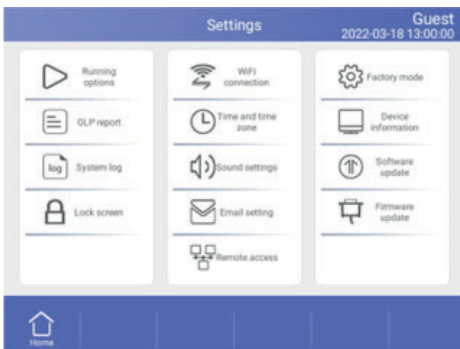 Settings
Guest
2022-03-18 13:00:00
Running
options
GLP report
log
System log
Lock screen
WiFi
connection
Time and time
zone
Sound settings
Email setting
Remote access
Factory mode
Device
information
Software
update
Firmware
update
Home